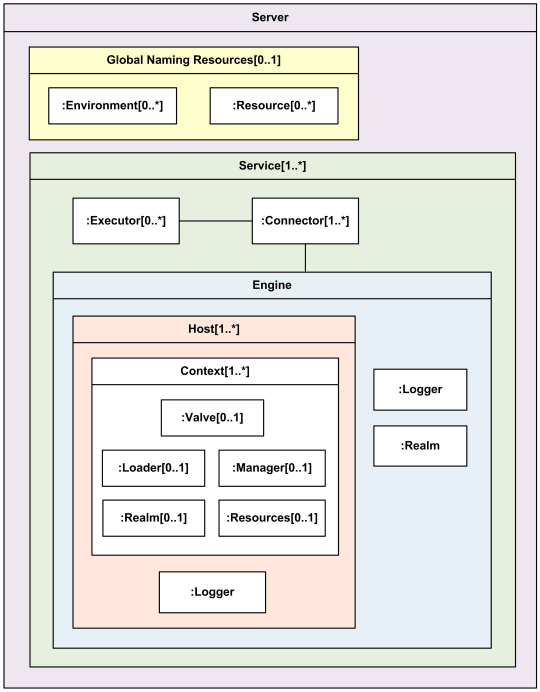 Server
Global Naming Resources[0..1]
:Environment[0..*]
:Resource[0..*]
Service[1..*]
:Executor[0..*]
:Connector[1..*]
Engine
Host[1..*]
Context[1..*]
:Valve[0..1]
:Loader[0..1]
:Manager[0..1]
:Realm[0..1]
:Resources[0..1]
:Logger
:Logger
:Realm